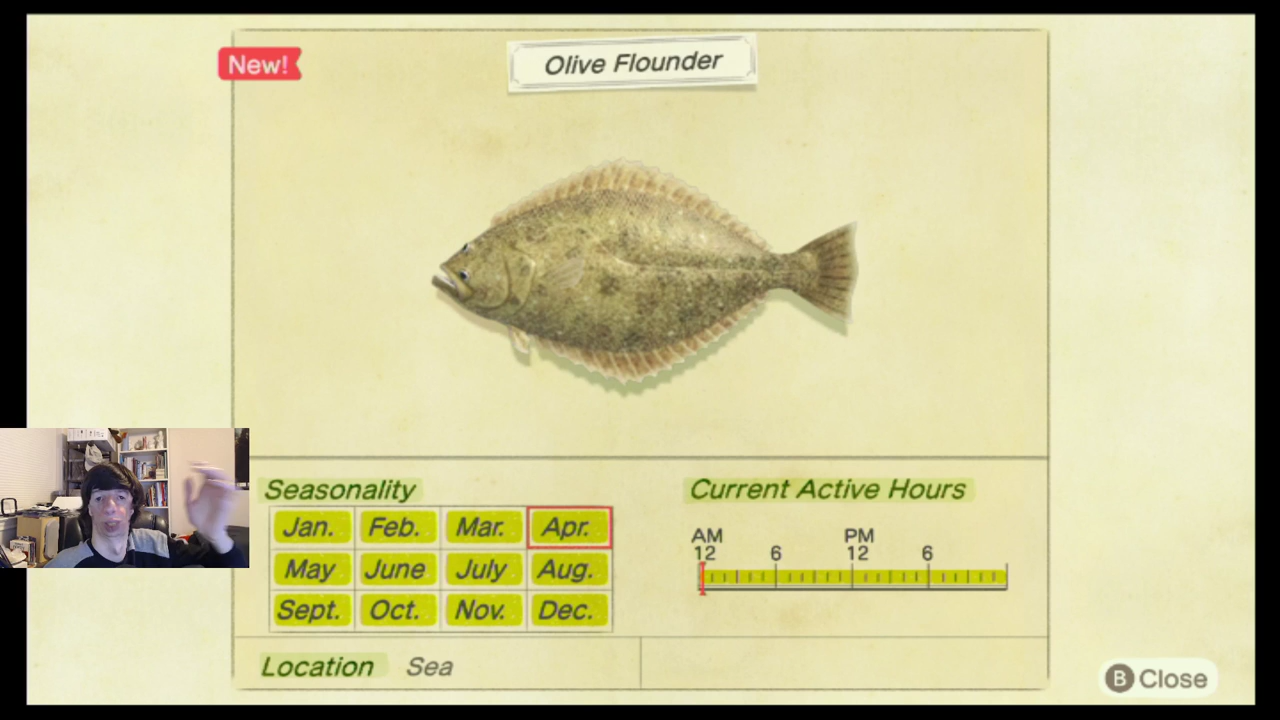 New!
Olive Flounder
Seasonality
Jan. Feb. Mar. Apr.
May June July Aug.
Sept. Oct. Nov. Dec.
Current Active Hours
AM PM
12 6 12 6
Location Sea
B Close